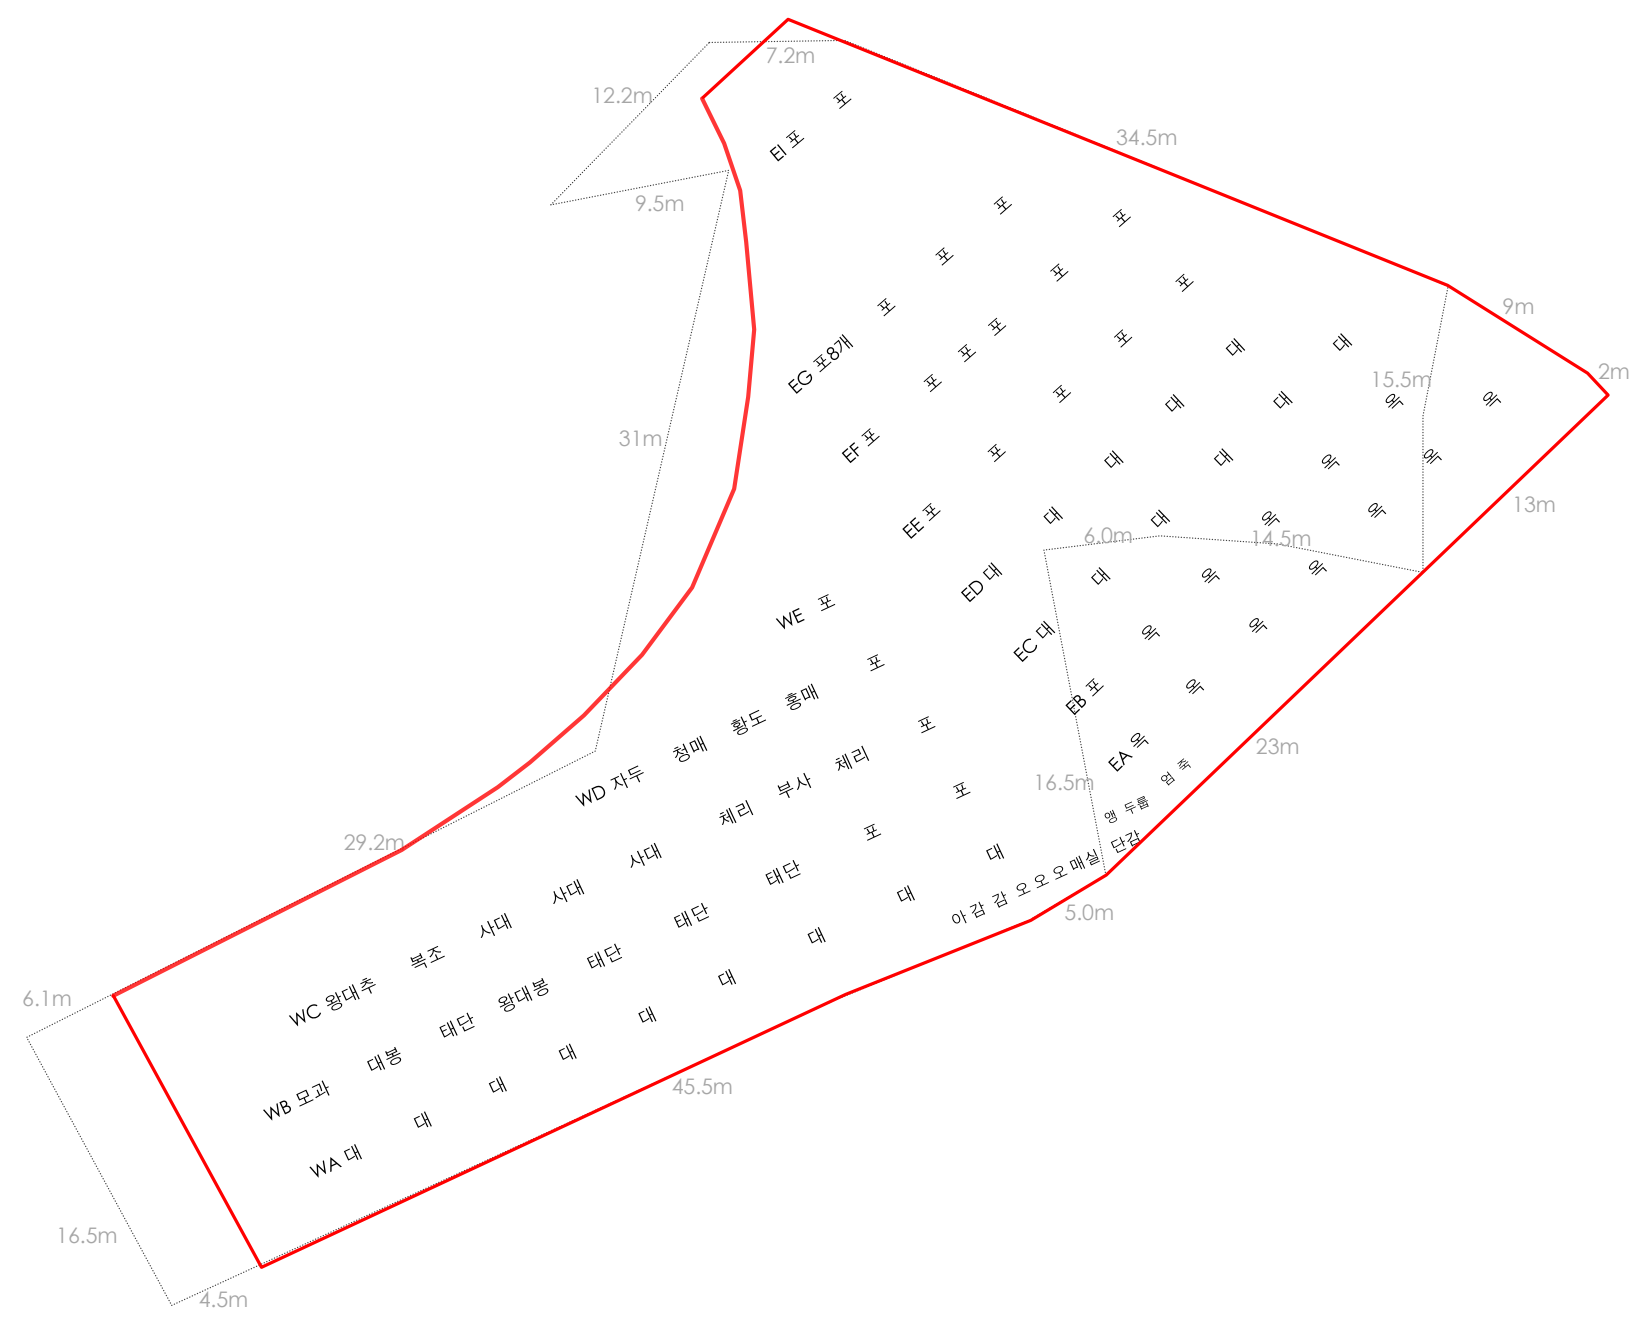 7.2m
12.2m
34.5m
9.5m
9m
2m
15.5m
31m
13m
6.0m
14.5m
23m
16.5m
29.2m
5.0m
6.1m
45.5m
16.5m
4.5m
EI 포 포
EG 포8개 포 포 포
EF 포 포 포 포 포 포
EE 포 포 포 포 포
ED 대 대 대 대 대
EC 대 대 대 대 대 대
EB 포 옥 옥 옥 옥 옥
EA 옥 옥 옥 옥 옥 옥 옥
엄 죽
앵 두릅
단감
WE 포
WD 자두 청매 황도 홍매 포
WC 왕대추 복조 사대 사대 사대 체리 부사 체리 포
WB 모과 대봉 태단 왕대봉 태단 태단 태단 포 포
WA 대 대 대 대 대 대 대 대 대
아 감 감 오 오 오 매실